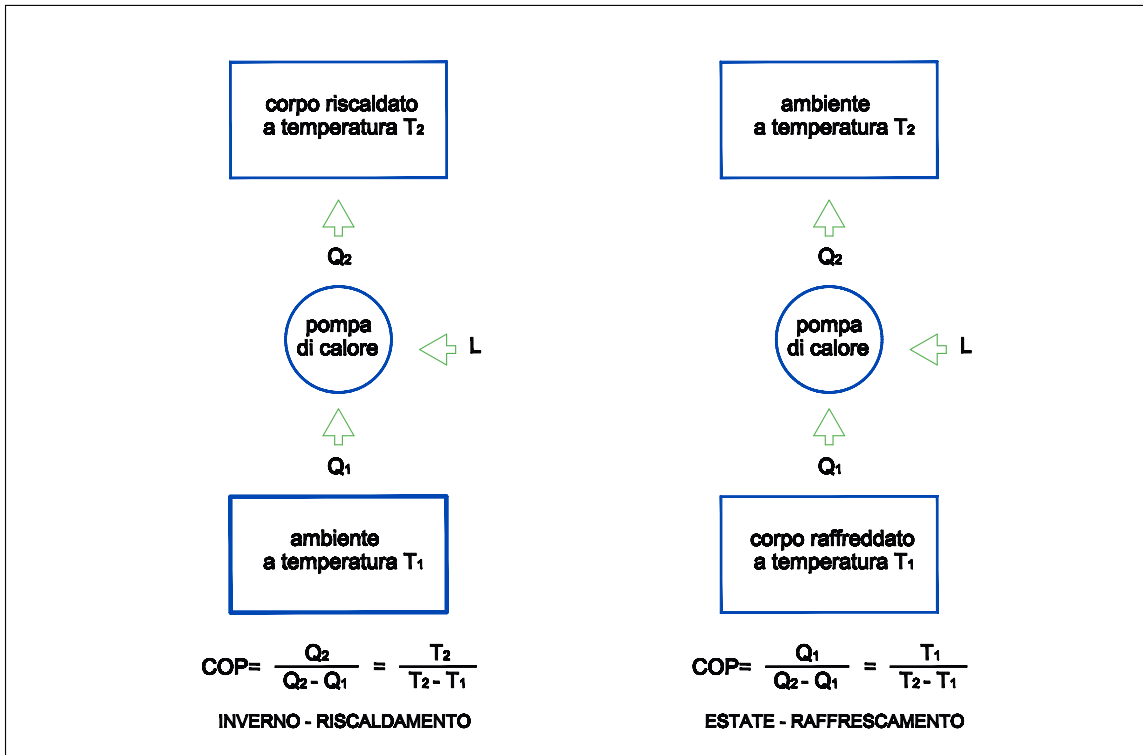 corpo riscaldato
a temperatura T₂
Q₂
pompa
di calore
L
Q₁
ambiente
a temperatura T₁
COP= Q₂ / Q₂ - Q₁ = T₂ / T₂ - T₁
INVERNO - RISCALDAMENTO
ambiente
a temperatura T₂
Q₂
pompa
di calore
L
Q₁
corpo raffreddato
a temperatura T₁
COP= Q₁ / Q₂ - Q₁ = T₁ / T₂ - T₁
ESTATE - RAFFRESCAMENTO